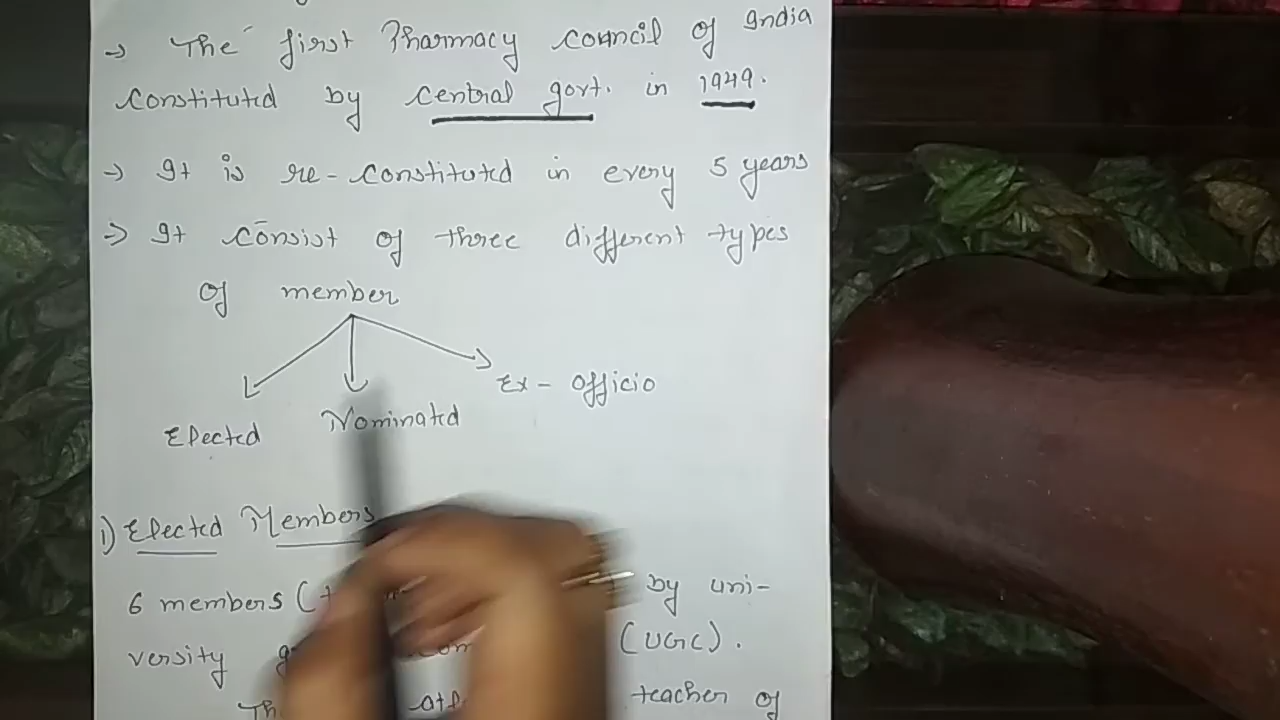 → The first Pharmacy council of India
constituted by central govt. in 1949.
→ It is re-constituted in every 5 years
→ It consist of three different types
of member
Ex-officio
Elected Nominated
1) Elected Members
6 members ( by uni-
versity (UGC).
teacher of